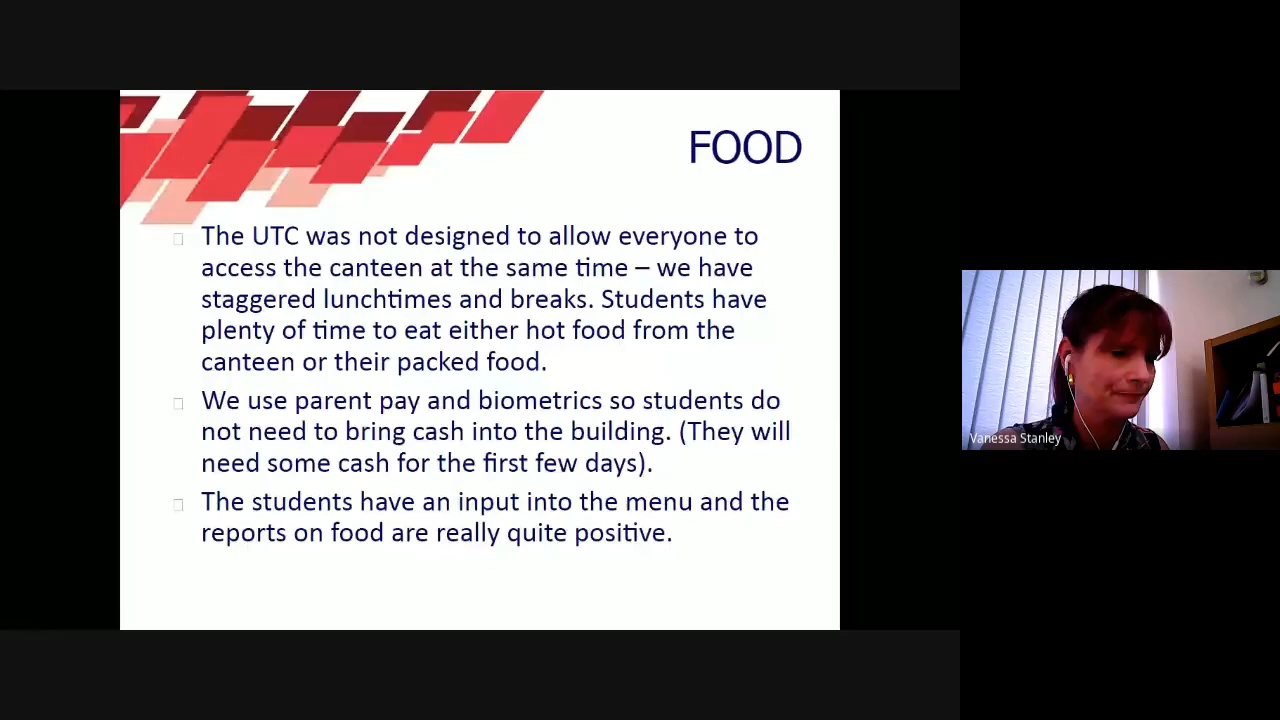 FOOD
The UTC was not designed to allow everyone to
access the canteen at the same time – we have
staggered lunchtimes and breaks. Students have
plenty of time to eat either hot food from the
canteen or their packed food.
We use parent pay and biometrics so students do
not need to bring cash into the building. (They will
need some cash for the first few days).
The students have an input into the menu and the
reports on food are really quite positive.
Vanessa Stanley